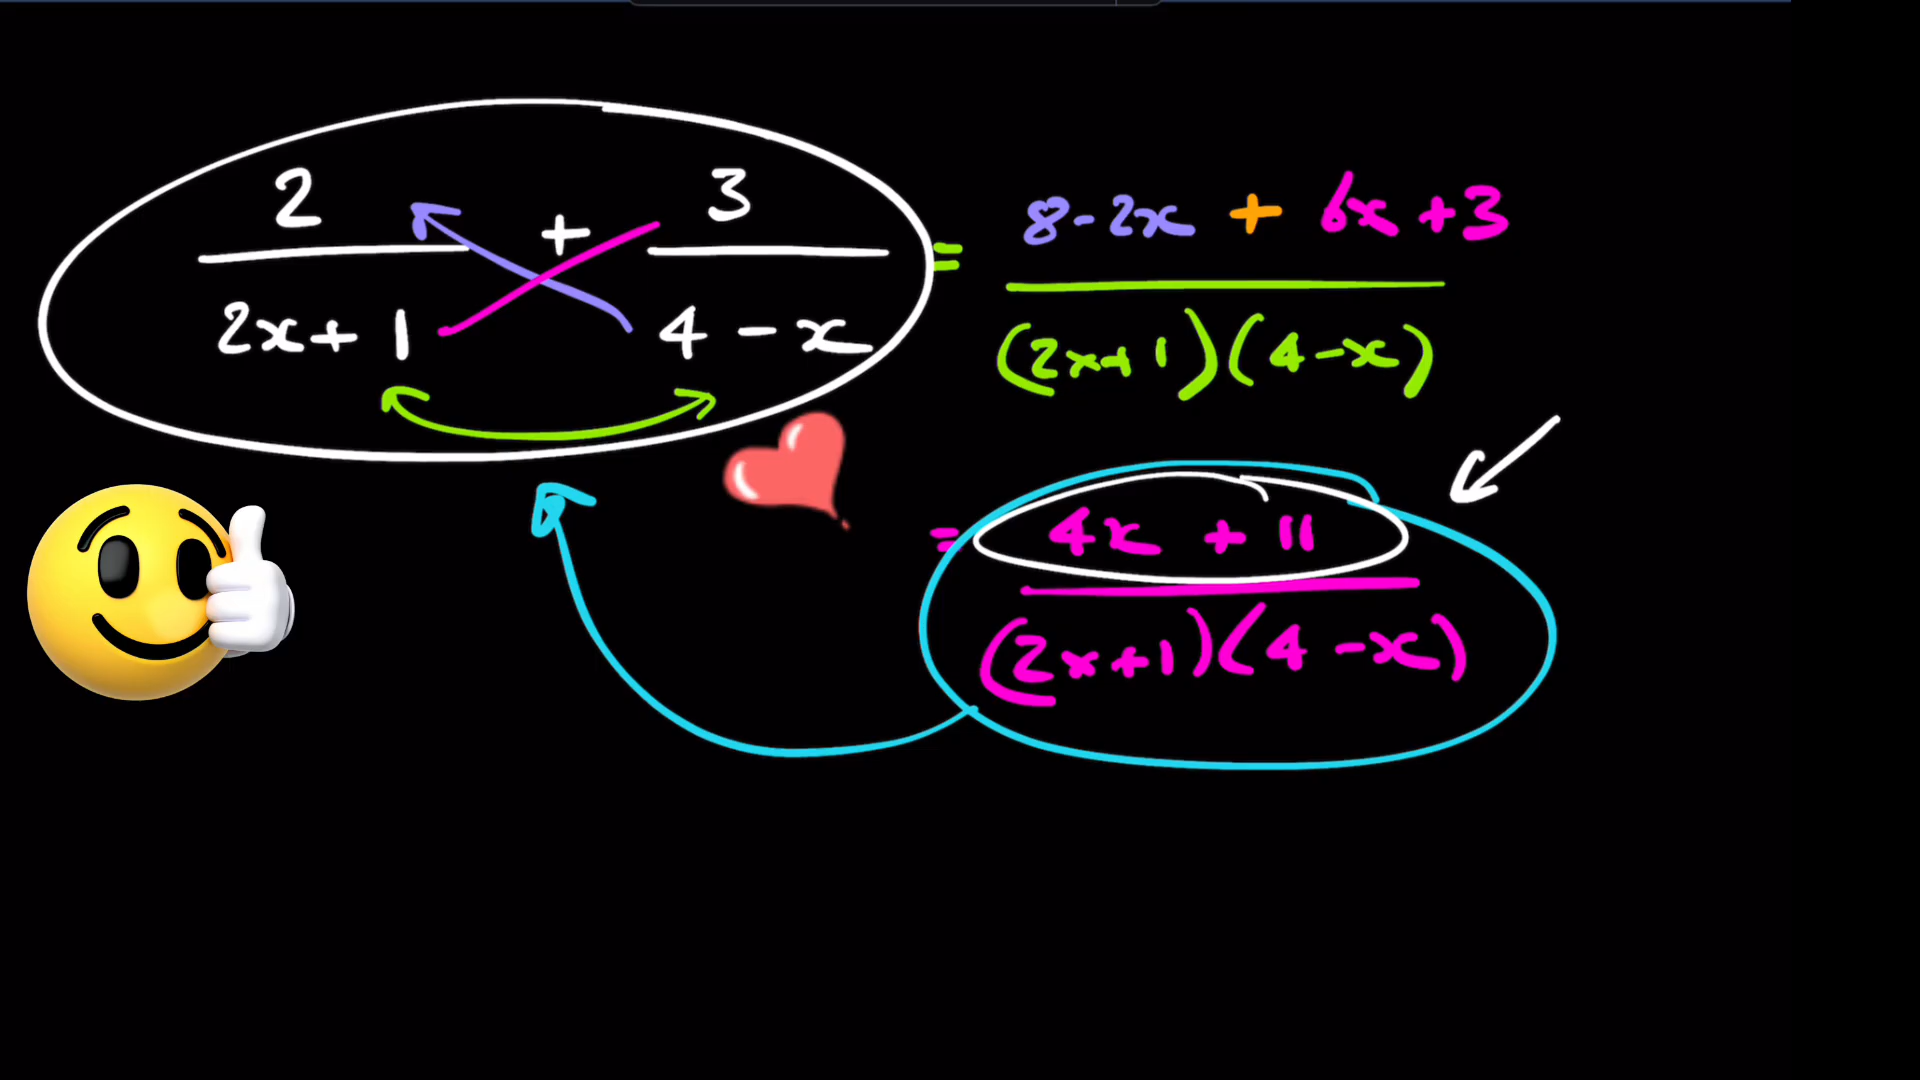 2/(2x+1) + 3/(4-x) = (8-2x + 6x+3)/((2x+1)(4-x))
= (4x + 11)/((2x+1)(4-x))